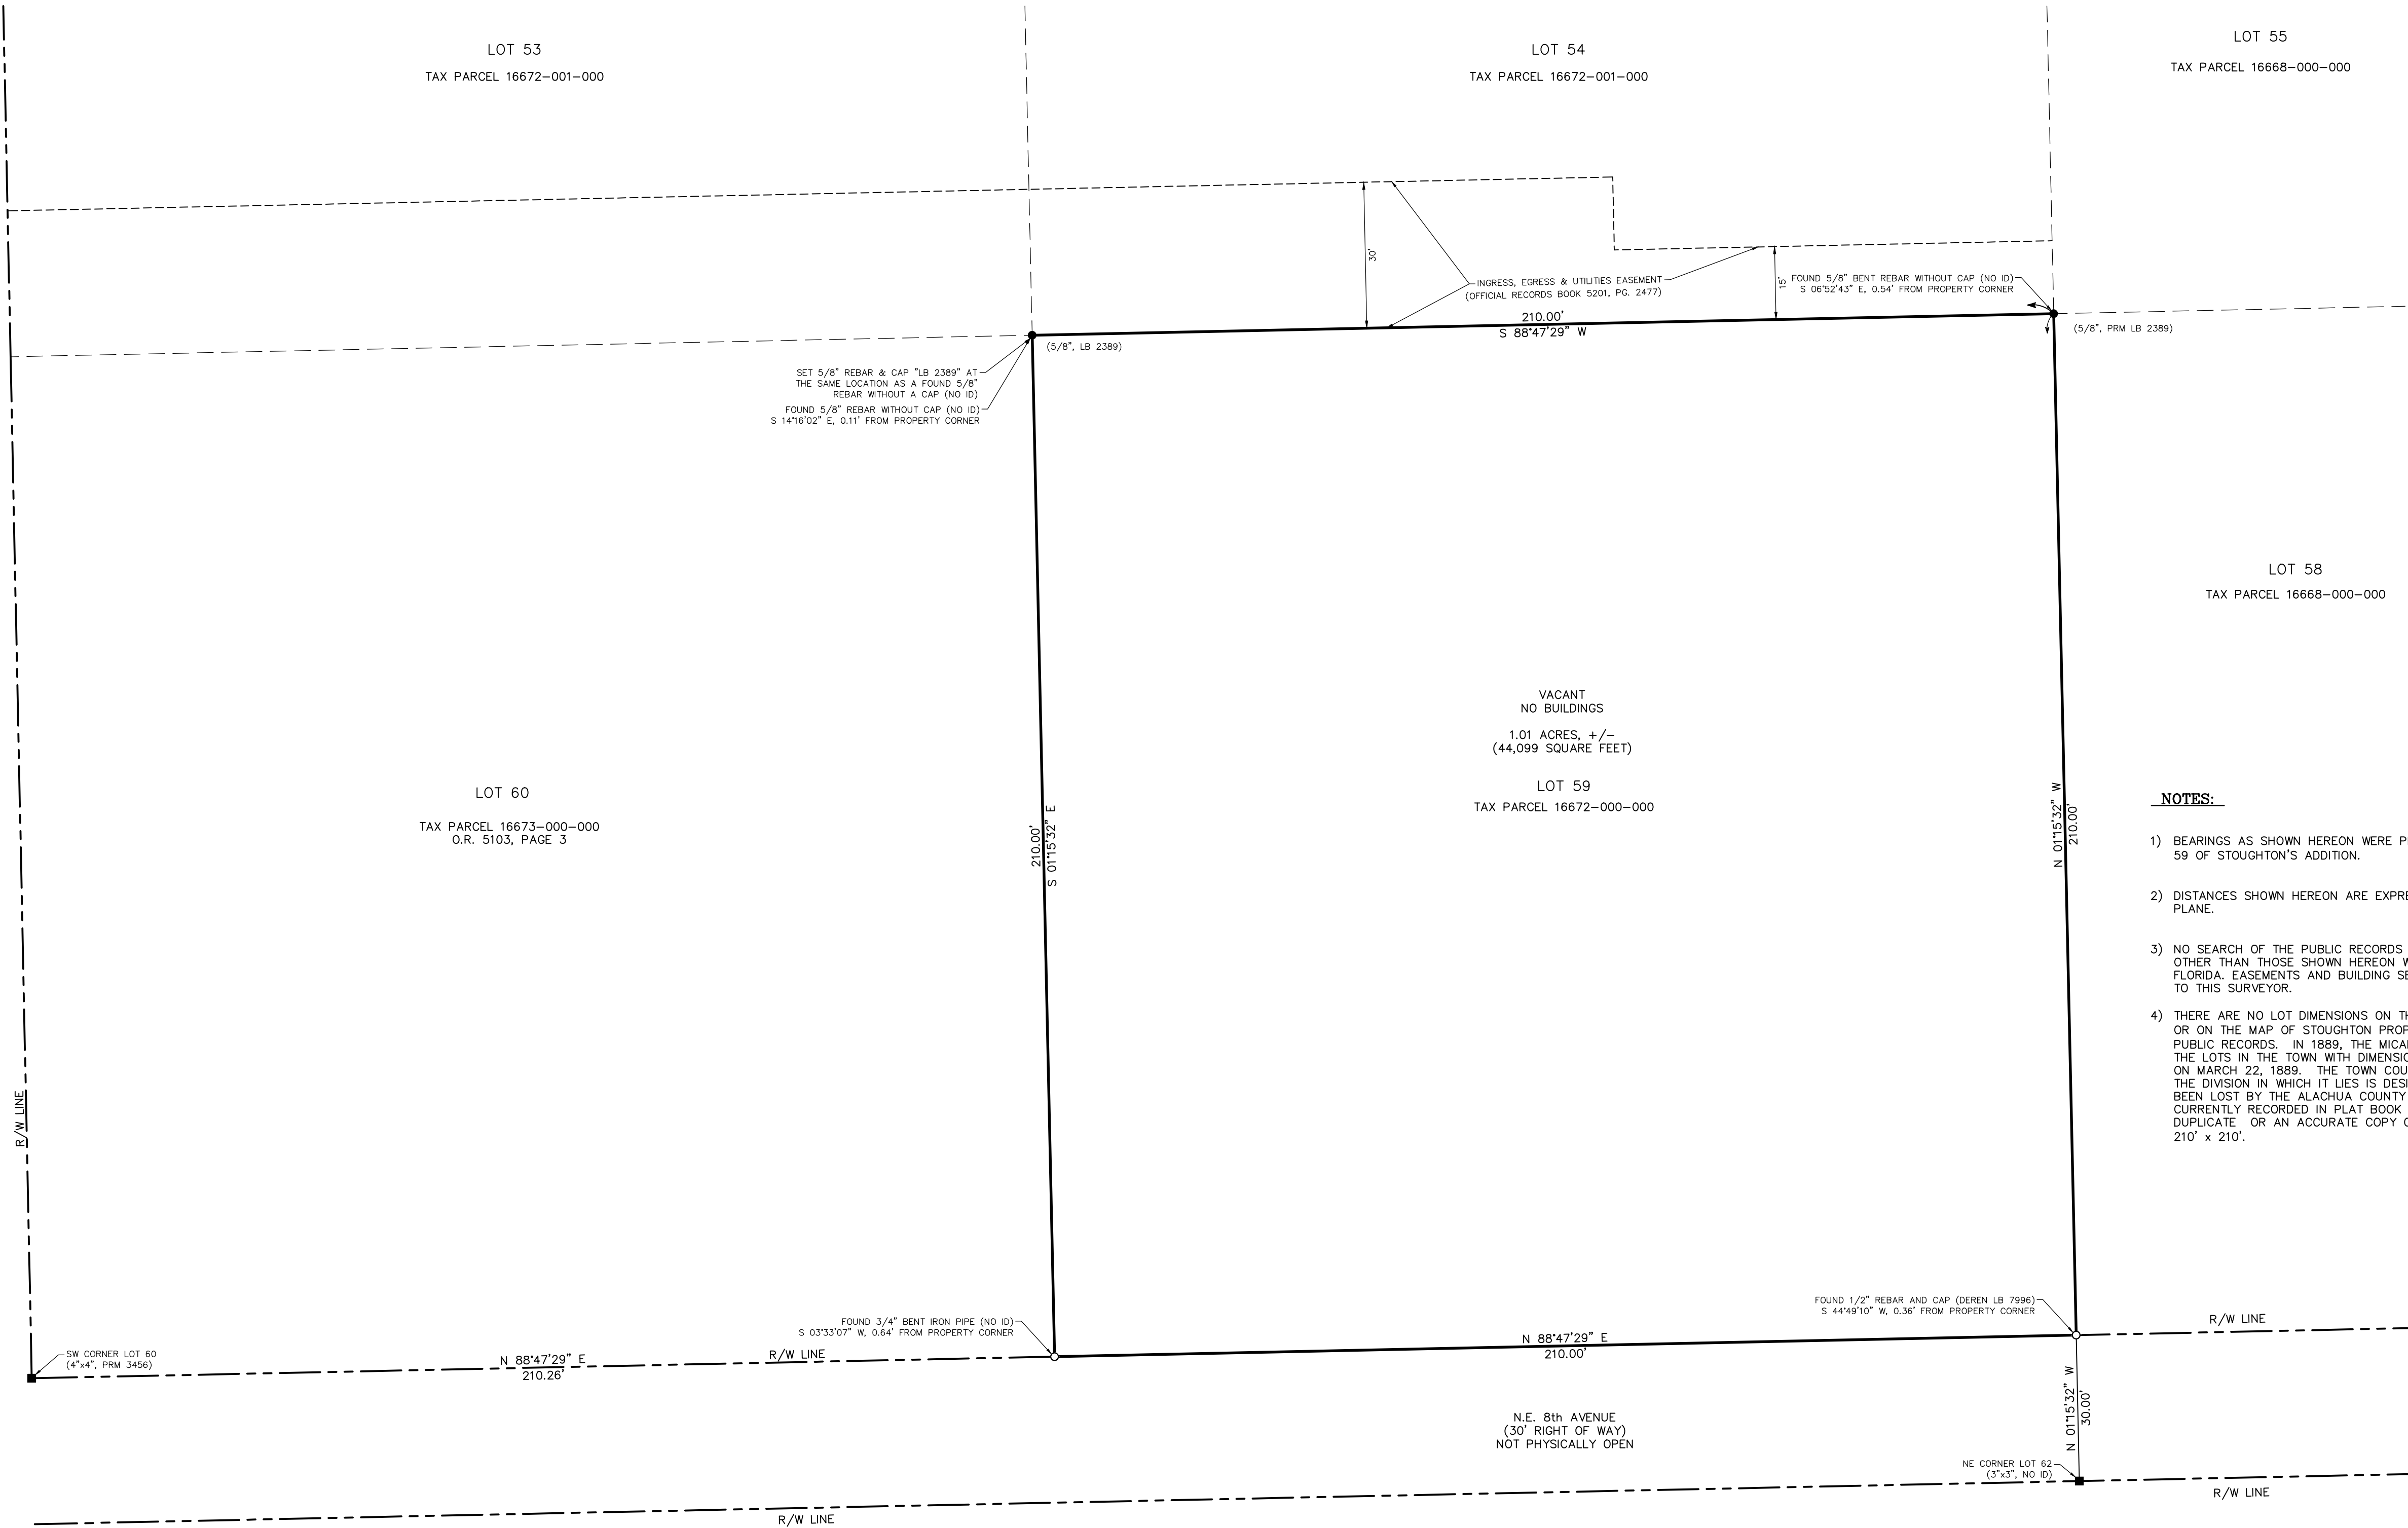 LOT 53
TAX PARCEL 16672-001-000
LOT 54
TAX PARCEL 16672-001-000
LOT 55
TAX PARCEL 16668-000-000
30'
INGRESS, EGRESS & UTILITIES EASEMENT
(OFFICIAL RECORDS BOOK 5201, PG. 2477)
15'
FOUND 5/8" BENT REBAR WITHOUT CAP (NO ID)
S 06°52'43" E, 0.54' FROM PROPERTY CORNER
210.00'
S 88°47'29" W
(5/8", PRM LB 2389)
(5/8", LB 2389)
SET 5/8" REBAR & CAP "LB 2389" AT
THE SAME LOCATION AS A FOUND 5/8"
REBAR WITHOUT A CAP (NO ID)
FOUND 5/8" REBAR WITHOUT CAP (NO ID)
S 14°16'02" E, 0.11' FROM PROPERTY CORNER
LOT 58
TAX PARCEL 16668-000-000
VACANT
NO BUILDINGS
1.01 ACRES, +/-
(44,099 SQUARE FEET)
LOT 59
TAX PARCEL 16672-000-000
LOT 60
TAX PARCEL 16673-000-000
O.R. 5103, PAGE 3
210.00'
S 01°15'32" E
N 01°15'32" W
210.00'
NOTES:
1) BEARINGS AS SHOWN HEREON WERE P
59 OF STOUGHTON'S ADDITION.
2) DISTANCES SHOWN HEREON ARE EXPRE
PLANE.
3) NO SEARCH OF THE PUBLIC RECORDS
OTHER THAN THOSE SHOWN HEREON W
FLORIDA. EASEMENTS AND BUILDING SE
TO THIS SURVEYOR.
4) THERE ARE NO LOT DIMENSIONS ON TH
OR ON THE MAP OF STOUGHTON PROP
PUBLIC RECORDS. IN 1889, THE MICA
THE LOTS IN THE TOWN WITH DIMENSIO
ON MARCH 22, 1889. THE TOWN COU
THE DIVISION IN WHICH IT LIES IS DESI
BEEN LOST BY THE ALACHUA COUNTY
CURRENTLY RECORDED IN PLAT BOOK
DUPLICATE OR AN ACCURATE COPY O
210' x 210'.
R/W LINE
FOUND 1/2" REBAR AND CAP (DEREN LB 7996)
S 44°49'10" W, 0.36' FROM PROPERTY CORNER
FOUND 3/4" BENT IRON PIPE (NO ID)
S 03°33'07" W, 0.64' FROM PROPERTY CORNER
R/W LINE
SW CORNER LOT 60
(4"x4", PRM 3456)
N 88°47'29" E
210.26'
R/W LINE
N 88°47'29" E
210.00'
N 01°15'32" W
30.00'
N.E. 8th AVENUE
(30' RIGHT OF WAY)
NOT PHYSICALLY OPEN
NE CORNER LOT 62
(3"x3", NO ID)
R/W LINE
R/W LINE